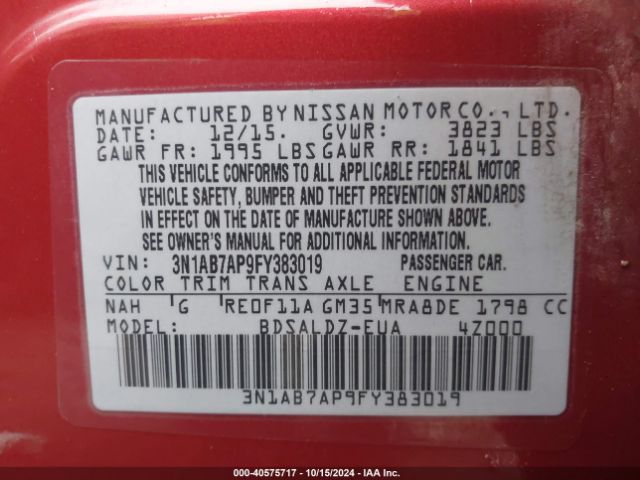 MANUFACTURED BY NISSAN MOTOR CO., LTD.
DATE: 12/15. GVWR: 3823 LBS
GAWR FR: 1995 LBS GAWR RR: 1841 LBS
THIS VEHICLE CONFORMS TO ALL APPLICABLE FEDERAL MOTOR
VEHICLE SAFETY, BUMPER AND THEFT PREVENTION STANDARDS
IN EFFECT ON THE DATE OF MANUFACTURE SHOWN ABOVE.
SEE OWNER'S MANUAL FOR ADDITIONAL INFORMATION.
VIN: 3N1AB7AP9FY383019 PASSENGER CAR.
COLOR TRIM TRANS AXLE ENGINE
NAH G RE0F11A GM35 MRA8DE 1798 CC
MODEL: BDSALDZ-EUA 4Z000
3N1AB7AP9FY383019
000-40575717 - 10/15/2024 - IAA Inc.